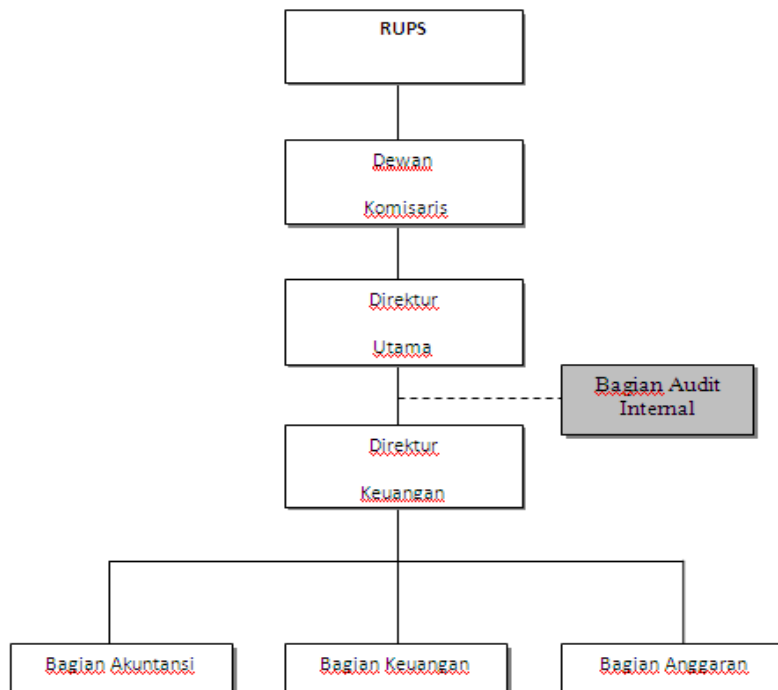 RUPS
Dewan
Komisaris
Direktur
Utama
Bagian Audit
Internal
Direktur
Keuangan
Bagian Akuntansi
Bagian Keuangan
Bagian Anggaran